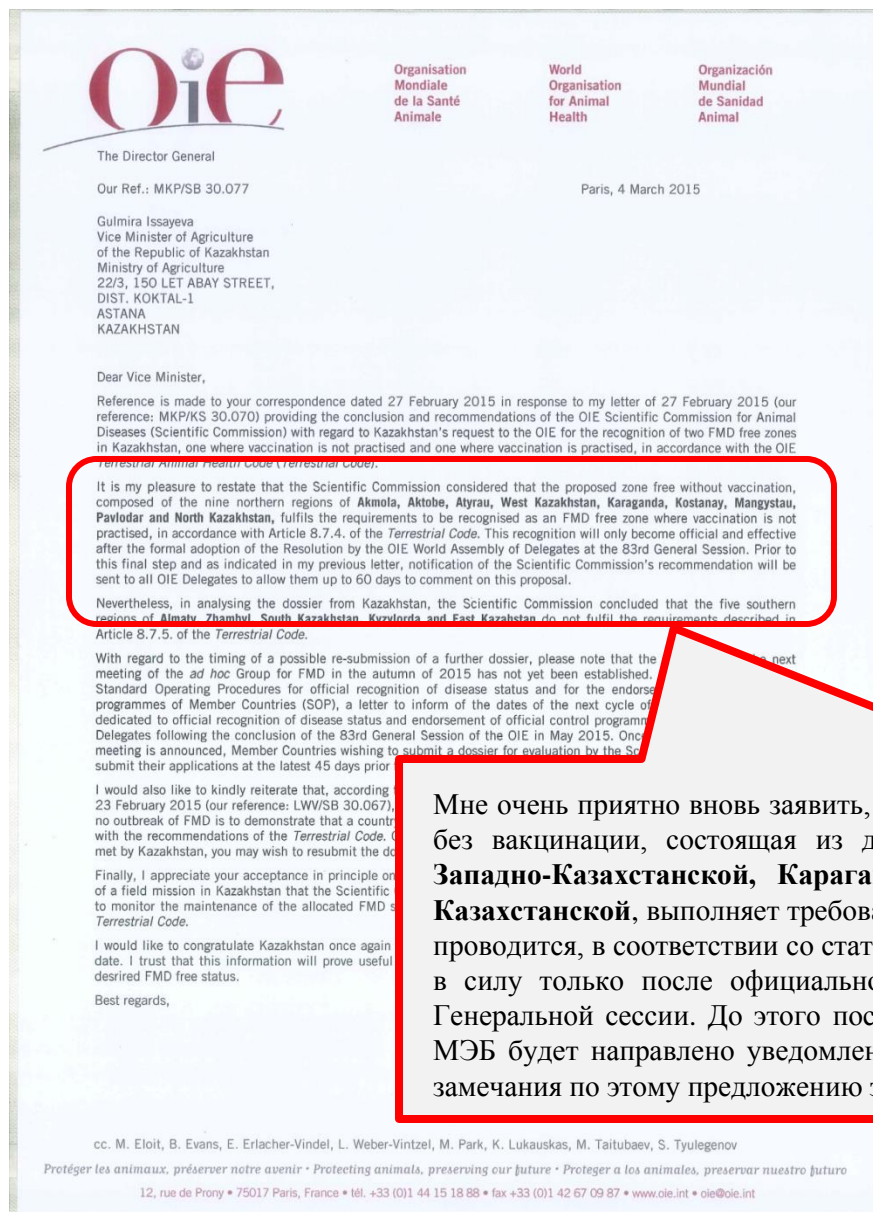 OiE
Organisation
Mondiale
de la Santé
Animale
World
Organisation
for Animal
Health
Organización
Mundial
de Sanidad
Animal
The Director General
Our Ref.: MKP/SB 30.077
Paris, 4 March 2015
Gulmira Issayeva
Vice Minister of Agriculture
of the Republic of Kazakhstan
Ministry of Agriculture
22/3, 150 LET ABAY STREET,
DIST. KOKTAL-1
ASTANA
KAZAKHSTAN
Dear Vice Minister,
Reference is made to your correspondence dated 27 February 2015 in response to my letter of 27 February 2015 (our
reference: MKP/KS 30.070) providing the conclusion and recommendations of the OIE Scientific Commission for Animal
Diseases (Scientific Commission) with regard to Kazakhstan's request to the OIE for the recognition of two FMD free zones
in Kazakhstan, one where vaccination is not practised and one where vaccination is practised, in accordance with the OIE
Terrestrial Animal Health Code (Terrestrial Code).
It is my pleasure to restate that the Scientific Commission considered that the proposed zone free without vaccination,
composed of the nine northern regions of Akmola, Aktobe, Atyrau, West Kazakhstan, Karaganda, Kostanay, Mangystau,
Pavlodar and North Kazakhstan, fulfils the requirements to be recognised as an FMD free zone where vaccination is not
practised, in accordance with Article 8.7.4. of the Terrestrial Code. This recognition will only become official and effective
after the formal adoption of the Resolution by the OIE World Assembly of Delegates at the 83rd General Session. Prior to
this final step and as indicated in my previous letter, notification of the Scientific Commission's recommendation will be
sent to all OIE Delegates to allow them up to 60 days to comment on this proposal.
Nevertheless, in analysing the dossier from Kazakhstan, the Scientific Commission concluded that the five southern
regions of Almaty, Zhambyl, South Kazakhstan, Kyzylorda and East Kazahstan do not fulfil the requirements described in
Article 8.7.5. of the Terrestrial Code.
With regard to the timing of a possible re-submission of a further dossier, please note that the next
meeting of the ad hoc Group for FMD in the autumn of 2015 has not yet been established.
Standard Operating Procedures for official recognition of disease status and for the endorse
programmes of Member Countries (SOP), a letter to inform of the dates of the next cycle of
dedicated to official recognition of disease status and endorsement of official control programm
Delegates following the conclusion of the 83rd General Session of the OIE in May 2015. Onc
meeting is announced, Member Countries wishing to submit a dossier for evaluation by the Sc
submit their applications at the latest 45 days prior
I would also like to kindly reiterate that, according
23 February 2015 (our reference: LWV/SB 30.067),
no outbreak of FMD is to demonstrate that a countr
with the recommendations of the Terrestrial Code.
met by Kazakhstan, you may wish to resubmit the do
Finally, I appreciate your acceptance in principle on
of a field mission in Kazakhstan that the Scientific
to monitor the maintenance of the allocated FMD s
Terrestrial Code.
I would like to congratulate Kazakhstan once again
date. I trust that this information will prove useful
desrired FMD free status.
Best regards,
Мне очень приятно вновь заявить,
без вакцинации, состоящая из д
Западно-Казахстанской, Карага
Казахстанской, выполняет требова
проводится, в соответствии со стат
в силу только после официально
Генеральной сессии. До этого пос
МЭБ будет направлено уведомлен
замечания по этому предложению з
cc. M. Eloit, B. Evans, E. Erlacher-Vindel, L. Weber-Vintzel, M. Park, K. Lukauskas, M. Taitubaev, S. Tyulegenov
Protéger les animaux, préserver notre avenir • Protecting animals, preserving our future • Proteger a los animales, preservar nuestro futuro
12, rue de Prony • 75017 Paris, France • tél. +33 (0)1 44 15 18 88 • fax +33 (0)1 42 67 09 87 • www.oie.int • oie@oie.int